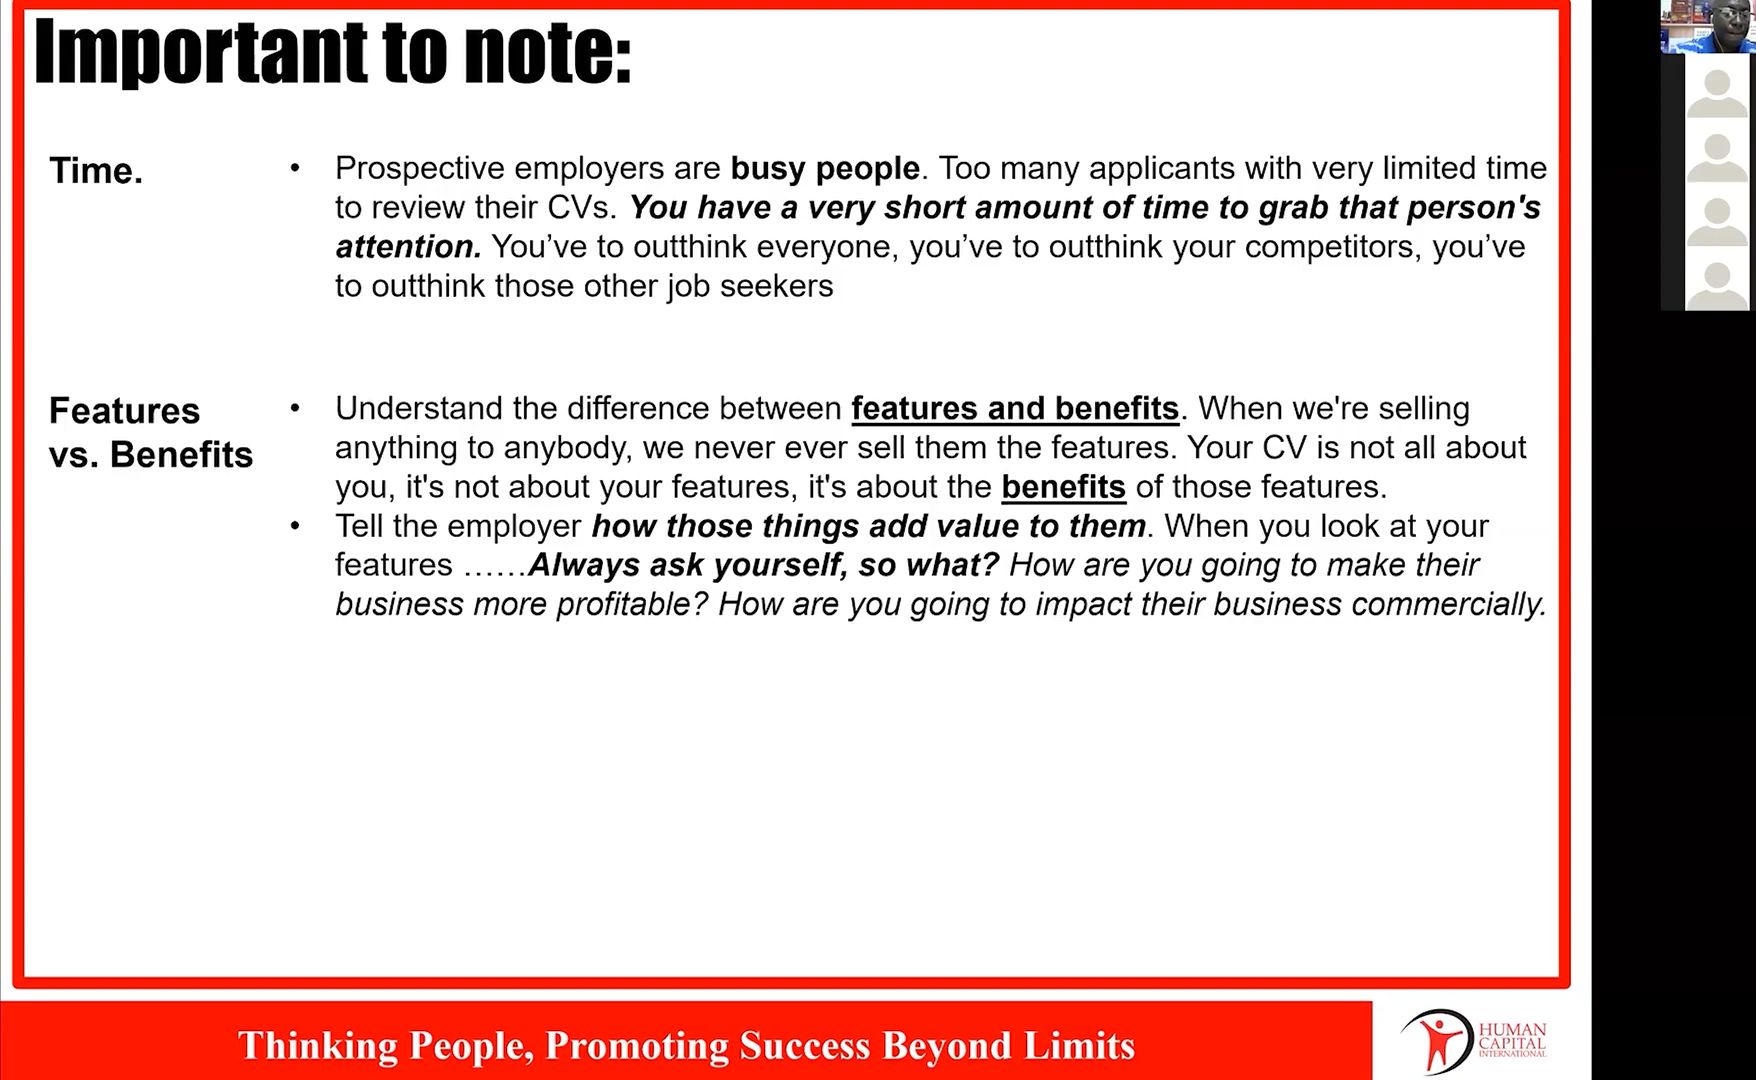 Important to note:
Time.
• Prospective employers are busy people. Too many applicants with very limited time
to review their CVs. You have a very short amount of time to grab that person's
attention. You’ve to outthink everyone, you’ve to outthink your competitors, you’ve
to outthink those other job seekers
Features
vs. Benefits
• Understand the difference between features and benefits. When we're selling
anything to anybody, we never ever sell them the features. Your CV is not all about
you, it's not about your features, it's about the benefits of those features.
• Tell the employer how those things add value to them. When you look at your
features ……Always ask yourself, so what? How are you going to make their
business more profitable? How are you going to impact their business commercially.
Thinking People, Promoting Success Beyond Limits
HUMAN
CAPITAL
INTERNATIONAL